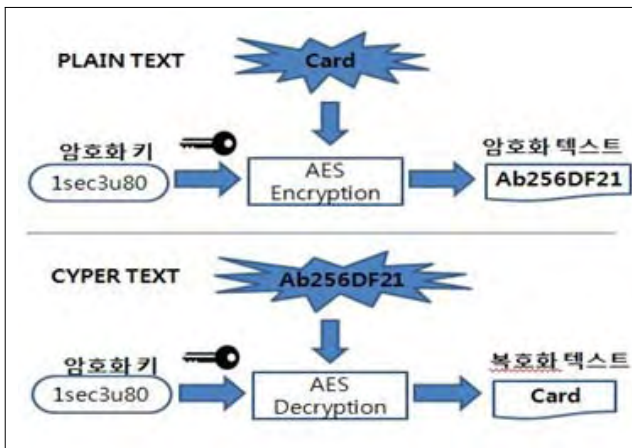 PLAIN TEXT
Card
암호화 키
1sec3u80
AES
Encryption
암호화 텍스트
Ab256DF21
CYPER TEXT
Ab256DF21
암호화 키
1sec3u80
AES
Decryption
복호화 텍스트
Card